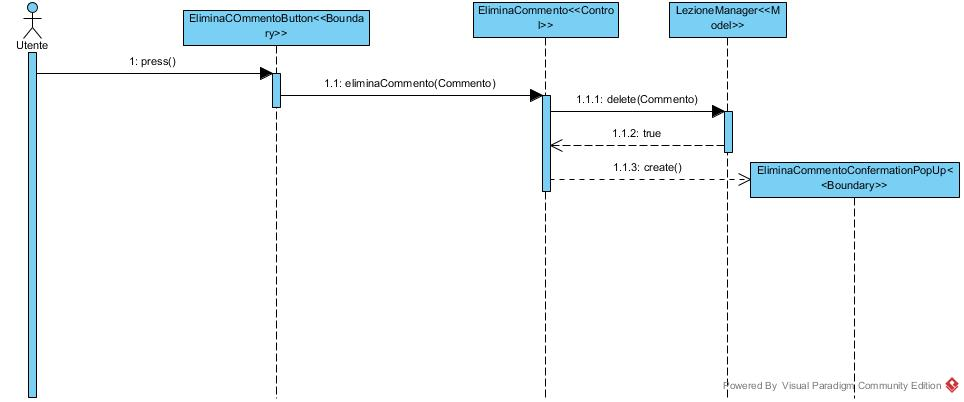 EliminaCOmmentoButton<<Bounda
ry>>
EliminaCommento<<Contro
l>>
LezioneManager<<M
odel>>
Utente
1: press()
1.1: eliminaCommento(Commento)
1.1.1: delete(Commento)
1.1.2: true
1.1.3: create()
EliminaCommentoConfermationPopUp<
<Boundary>>
Powered By Visual Paradigm Community Edition